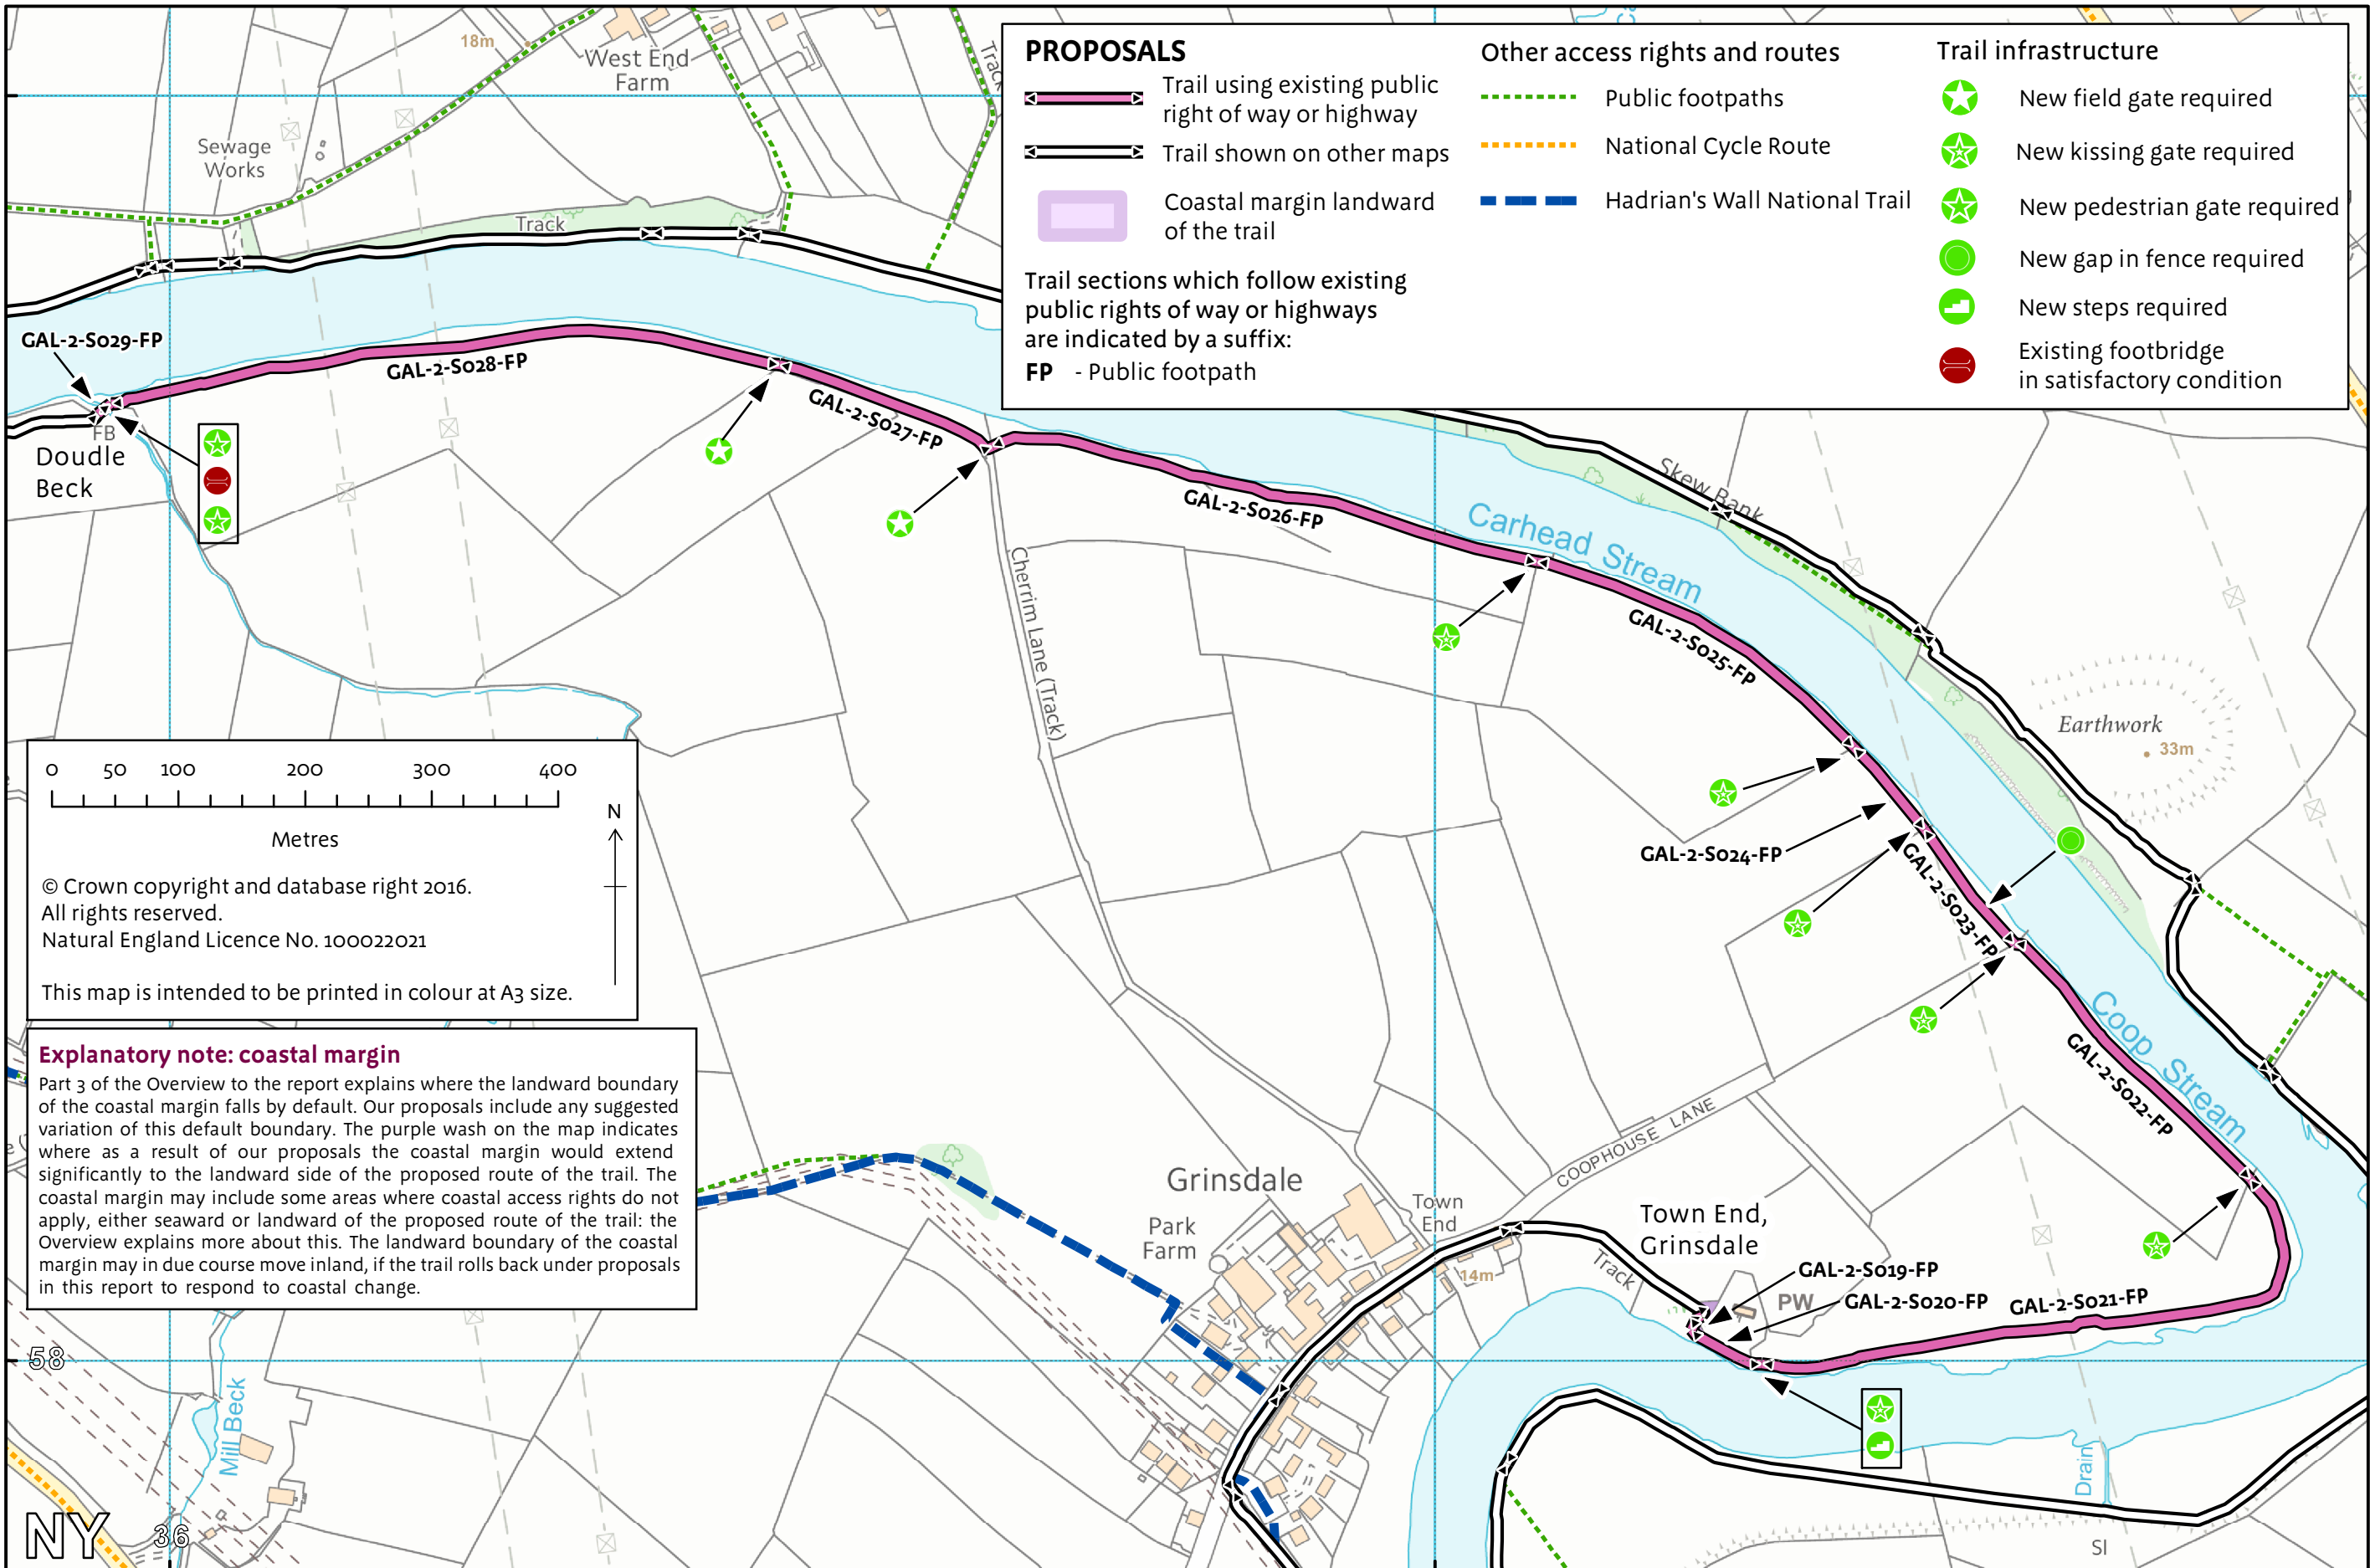 PROPOSALS
Trail using existing public
right of way or highway
Trail shown on other maps
Coastal margin landward
of the trail
Trail sections which follow existing
public rights of way or highways
are indicated by a suffix:
FP - Public footpath
Other access rights and routes
Public footpaths
National Cycle Route
Hadrian's Wall National Trail
Trail infrastructure
New field gate required
New kissing gate required
New pedestrian gate required
New gap in fence required
New steps required
Existing footbridge
in satisfactory condition
18m
West End
Farm
Track
Sewage
Works
Track
GAL-2-S029-FP
GAL-2-S028-FP
GAL-2-S027-FP
GAL-2-S026-FP
FB
Doudle
Beck
Cherrim Lane (Track)
Carhead Stream
Skew Bank
GAL-2-S025-FP
Earthwork
33m
GAL-2-S024-FP
GAL-2-S023-FP
Coop Stream
GAL-2-S022-FP
0 50 100 200 300 400
Metres
N
© Crown copyright and database right 2016.
All rights reserved.
Natural England Licence No. 100022021
This map is intended to be printed in colour at A3 size.
Explanatory note: coastal margin
Part 3 of the Overview to the report explains where the landward boundary
of the coastal margin falls by default. Our proposals include any suggested
variation of this default boundary. The purple wash on the map indicates
where as a result of our proposals the coastal margin would extend
significantly to the landward side of the proposed route of the trail. The
coastal margin may include some areas where coastal access rights do not
apply, either seaward or landward of the proposed route of the trail: the
Overview explains more about this. The landward boundary of the coastal
margin may in due course move inland, if the trail rolls back under proposals
in this report to respond to coastal change.
COOPHOUSE LANE
Grinsdale
Park
Farm
Town
End
14m
Track
Town End,
Grinsdale
GAL-2-S019-FP
PW
GAL-2-S020-FP
GAL-2-S021-FP
58
Mill Beck
Drain
NY
36
SI